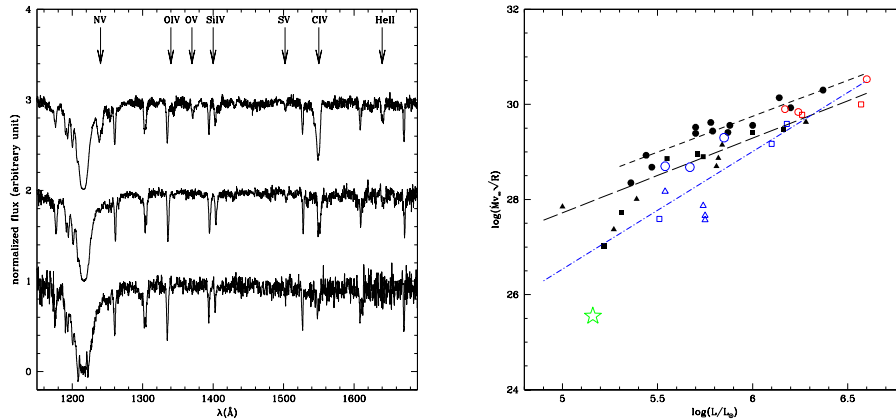 NV OIV OV SiIV SV CIV HeII
normalized flux (arbitrary unit)
4
3
2
1
0
1200 1300 1400 1500 1600
λ(Å)
log(Ṁv∞√R)
32
30
28
26
24
5 5.5 6 6.5
log(L/L⊙)